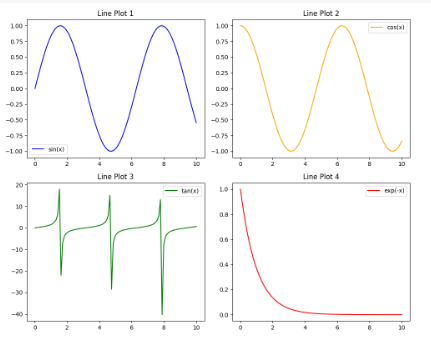 Line Plot 1
1.00
0.75
0.50
0.25
0.00
−0.25
−0.50
−0.75
−1.00
sin(x)
0 2 4 6 8 10
Line Plot 2
1.00
0.75
0.50
0.25
0.00
−0.25
−0.50
−0.75
−1.00
cos(x)
0 2 4 6 8 10
Line Plot 3
20
10
0
−10
−20
−30
−40
tan(x)
0 2 4 6 8 10
Line Plot 4
1.0
0.8
0.6
0.4
0.2
0.0
exp(-x)
0 2 4 6 8 10